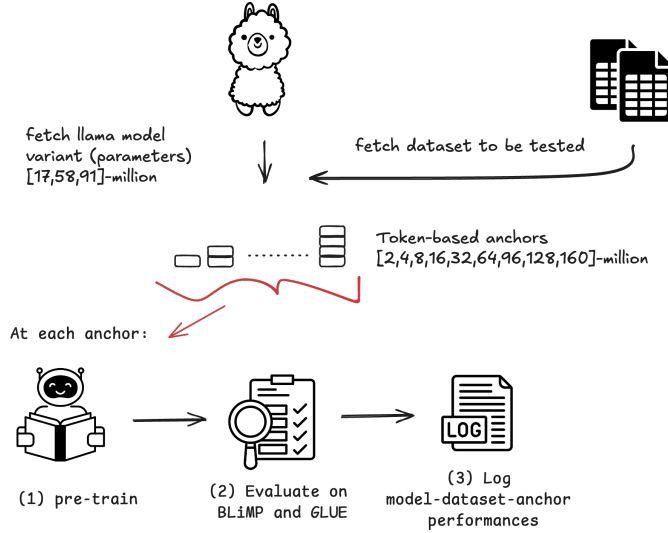 fetch llama model
variant (parameters)
[17,58,91]-million
fetch dataset to be tested
Token-based anchors
[2,4,8,16,32,64,96,128,160]-million
At each anchor:
LOG
(1) pre-train
(2) Evaluate on
BLiMP and GLUE
(3) Log
model-dataset-anchor
performances